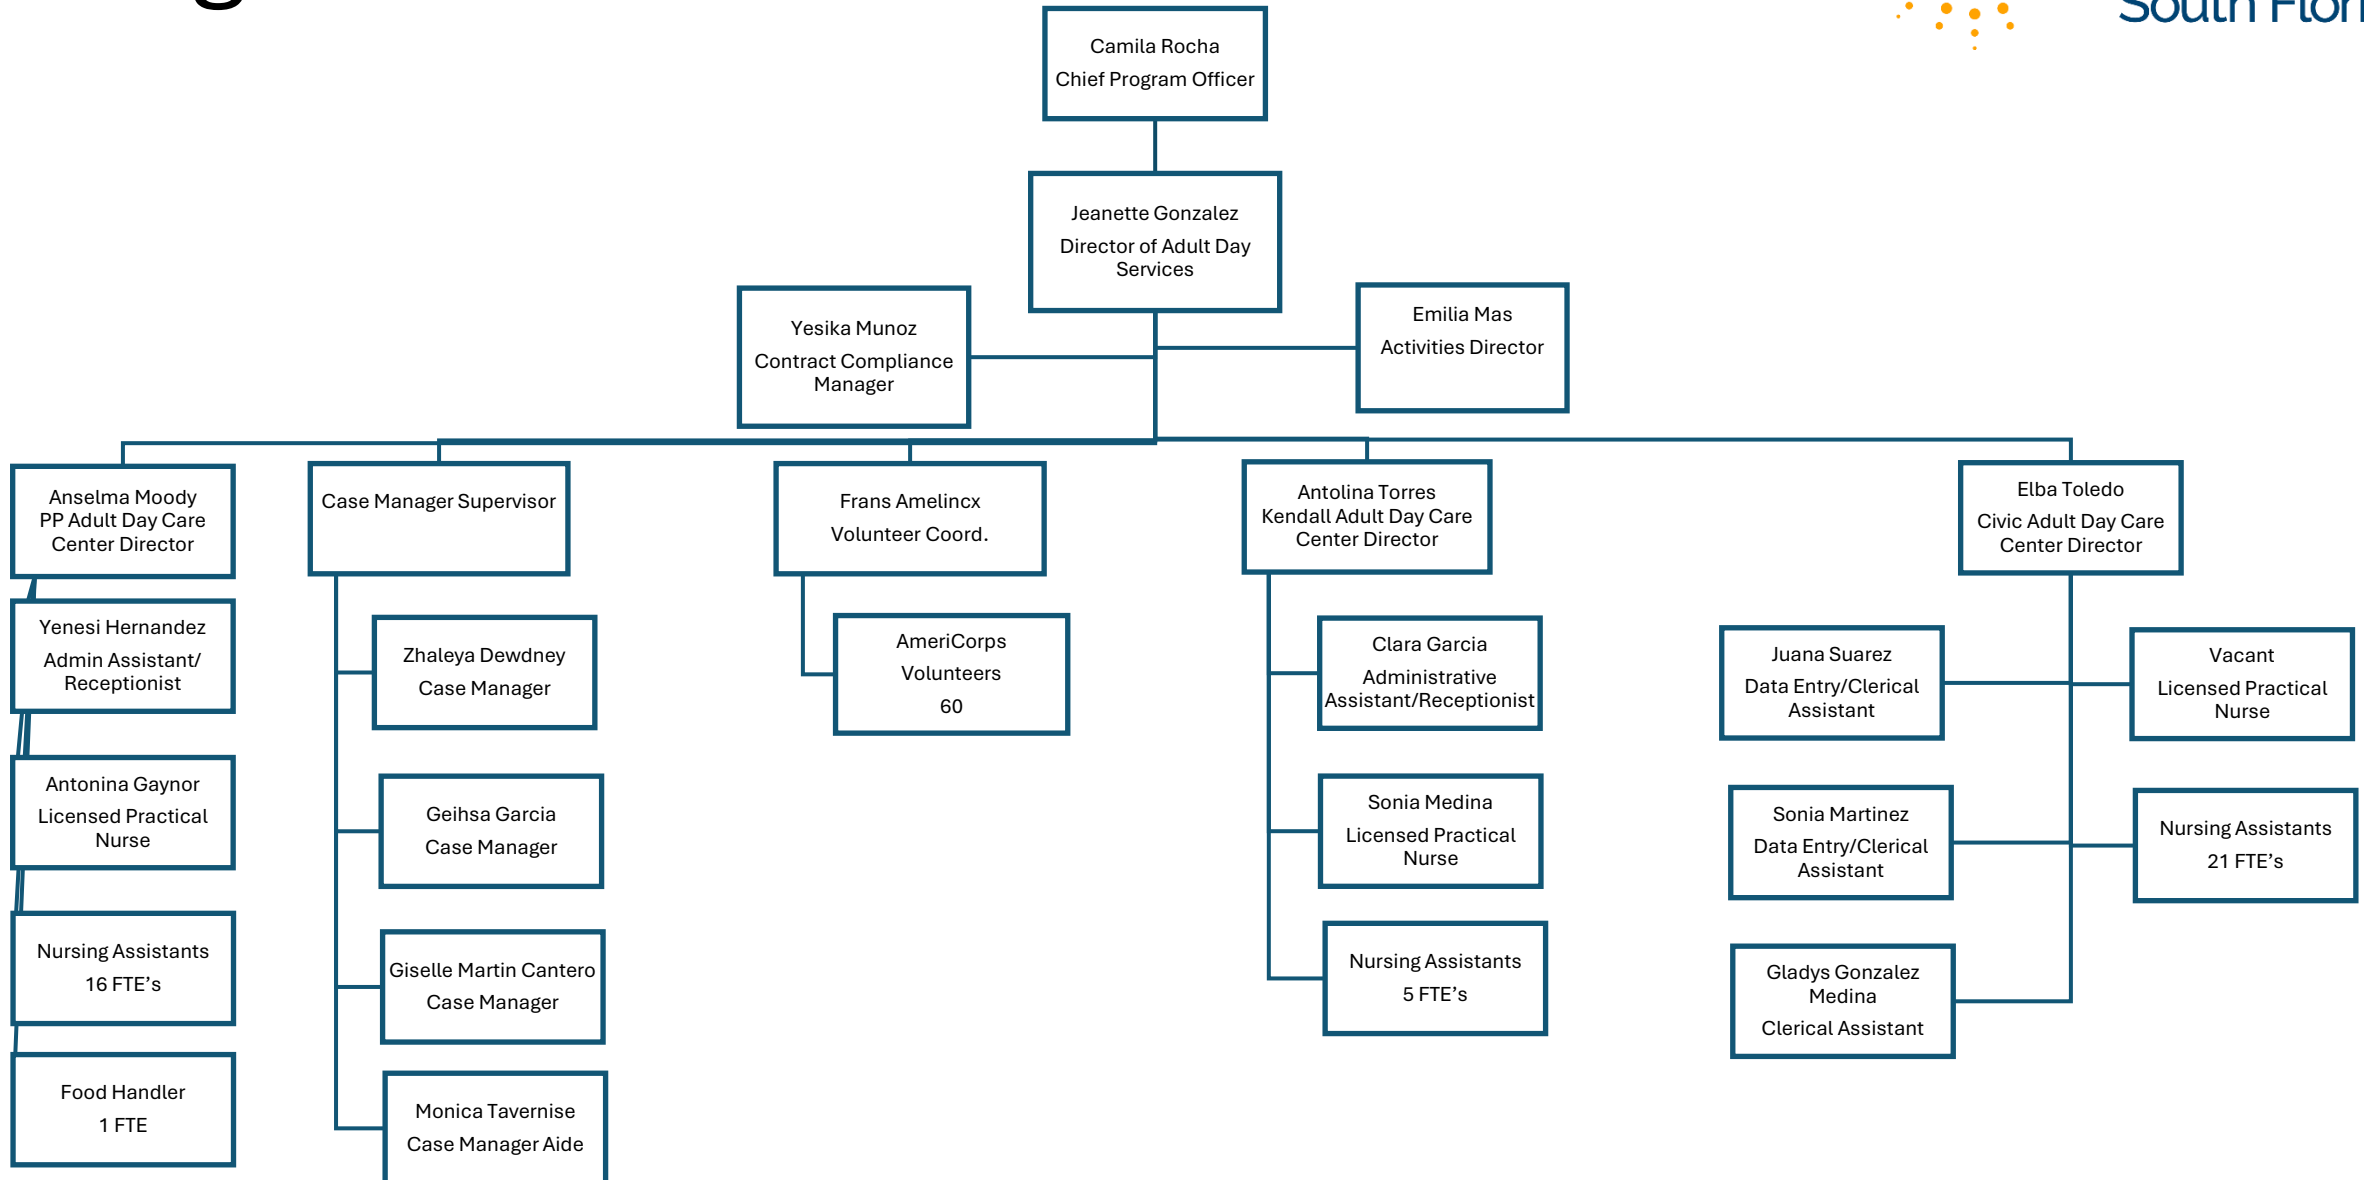 South Flori
Camila Rocha
Chief Program Officer
Jeanette Gonzalez
Director of Adult Day
Services
Yesika Munoz
Contract Compliance
Manager
Emilia Mas
Activities Director
Anselma Moody
PP Adult Day Care
Center Director
Case Manager Supervisor
Frans Amelincx
Volunteer Coord.
Antolina Torres
Kendall Adult Day Care
Center Director
Elba Toledo
Civic Adult Day Care
Center Director
Yenesi Hernandez
Admin Assistant/
Receptionist
Antonina Gaynor
Licensed Practical
Nurse
Nursing Assistants
16 FTE’s
Food Handler
1 FTE
Zhaleya Dewdney
Case Manager
Geihsa Garcia
Case Manager
Giselle Martin Cantero
Case Manager
Monica Tavernise
Case Manager Aide
AmeriCorps
Volunteers
60
Clara Garcia
Administrative
Assistant/Receptionist
Sonia Medina
Licensed Practical
Nurse
Nursing Assistants
5 FTE’s
Juana Suarez
Data Entry/Clerical
Assistant
Sonia Martinez
Data Entry/Clerical
Assistant
Gladys Gonzalez
Medina
Clerical Assistant
Vacant
Licensed Practical
Nurse
Nursing Assistants
21 FTE’s